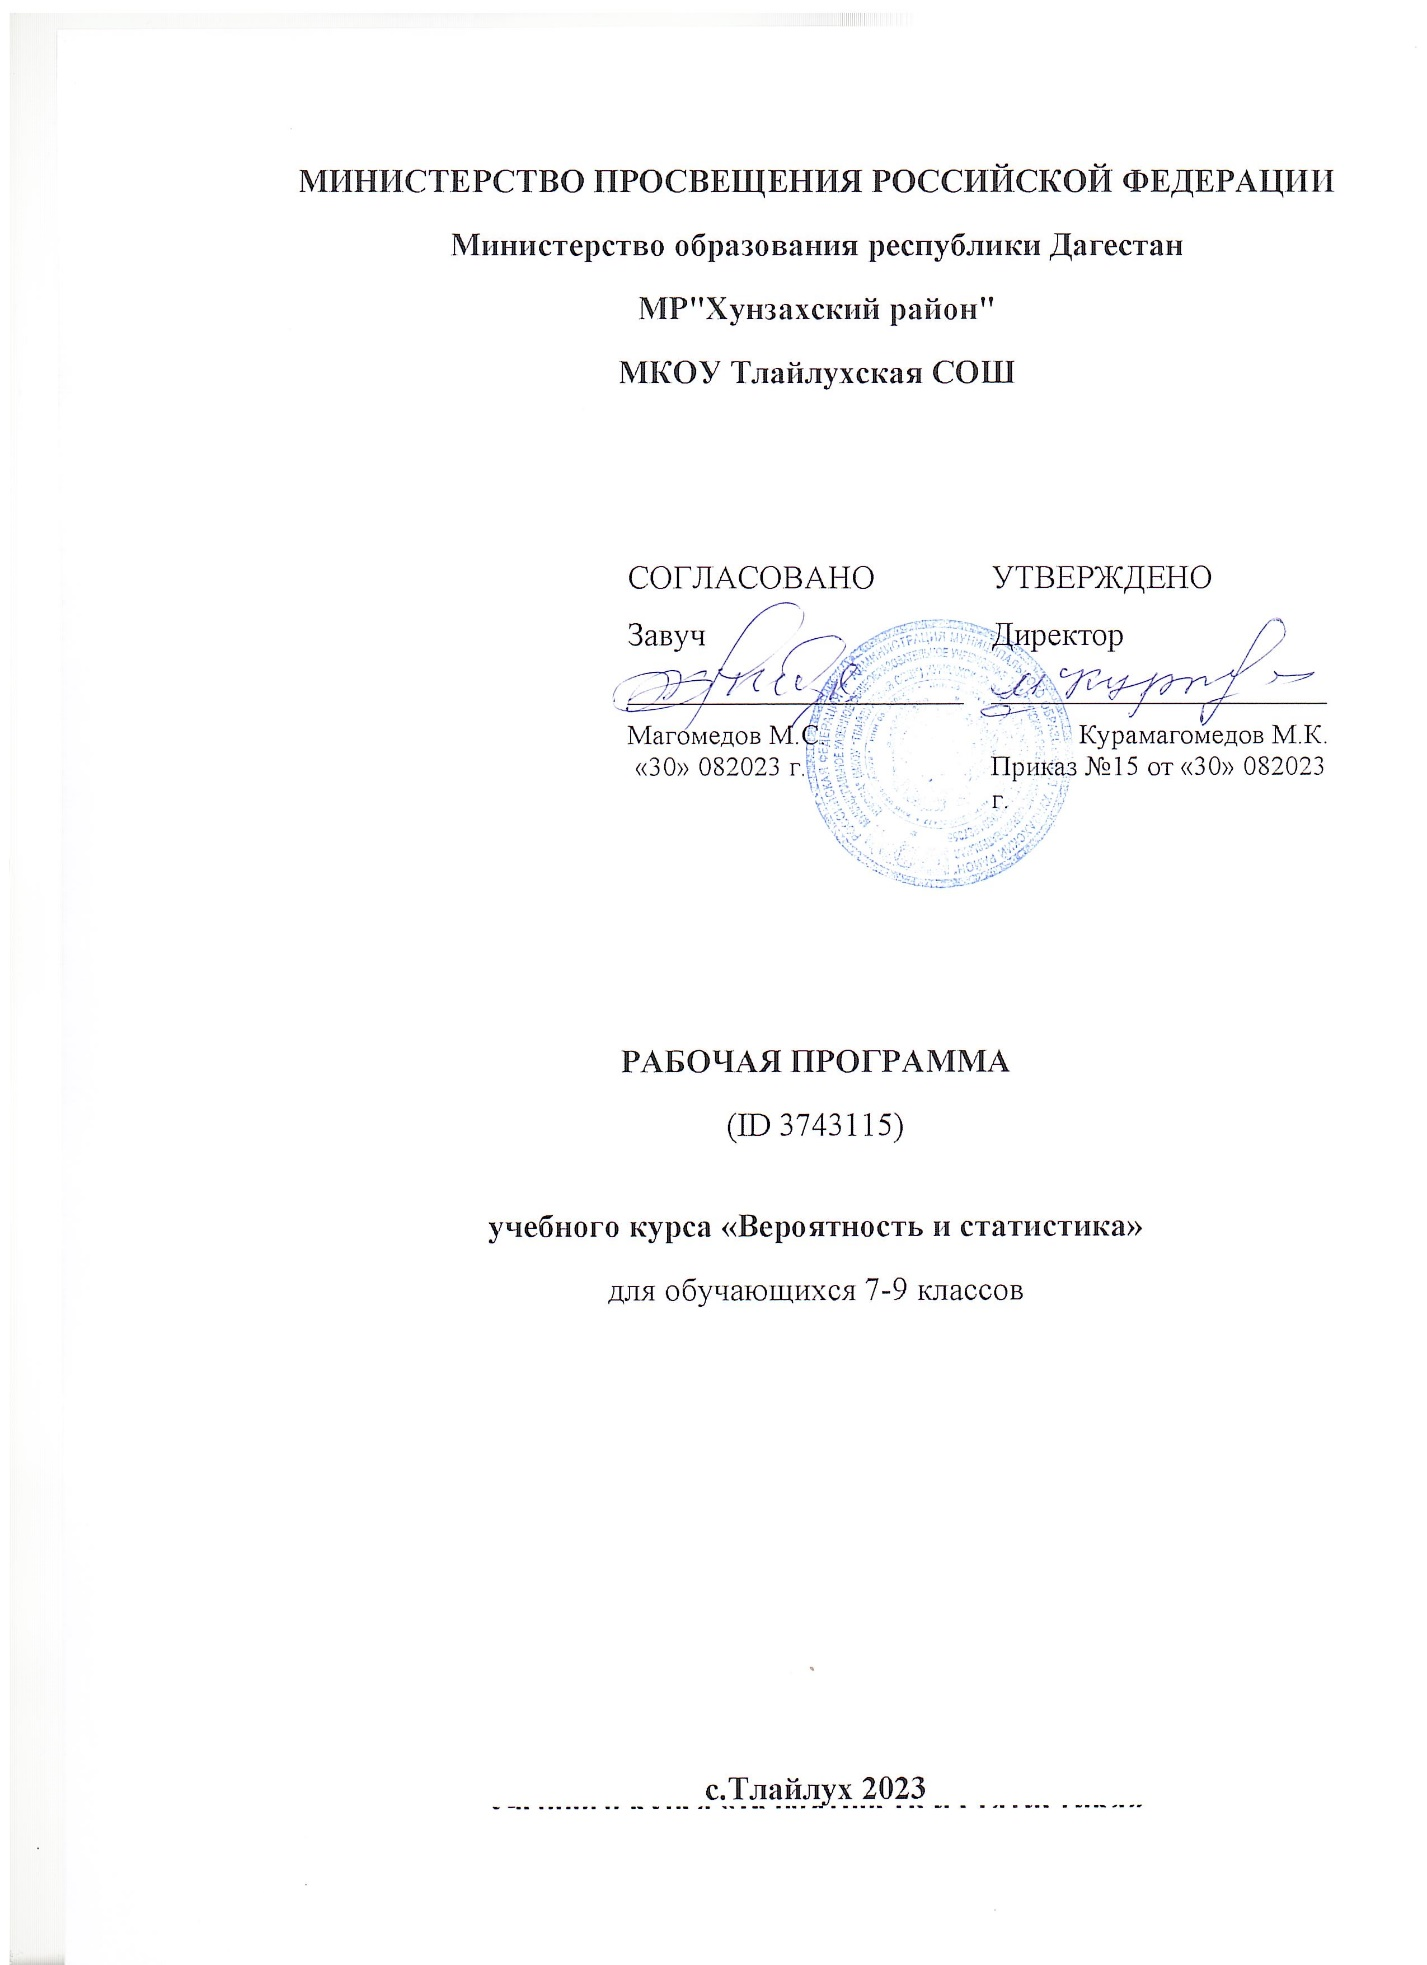 МИНИСТЕРСТВО ПРОСВЕЩЕНИЯ РОССИЙСКОЙ ФЕДЕРАЦИИ
Министерство образования республики Дагестан
МР"Хунзахский район"
МКОУ Тлайлухская СОШ
СОГЛАСОВАНО
Завуч
Магомедов М.С
«30» 082023 г.
УТВЕРЖДЕНО
Директор
Курамагомедов М.К.
Приказ №15 от «30» 082023
г.
РАБОЧАЯ ПРОГРАММА
(ID 3743115)
учебного курса «Вероятность и статистика»
для обучающихся 7-9 классов
с.Тлайлух 2023